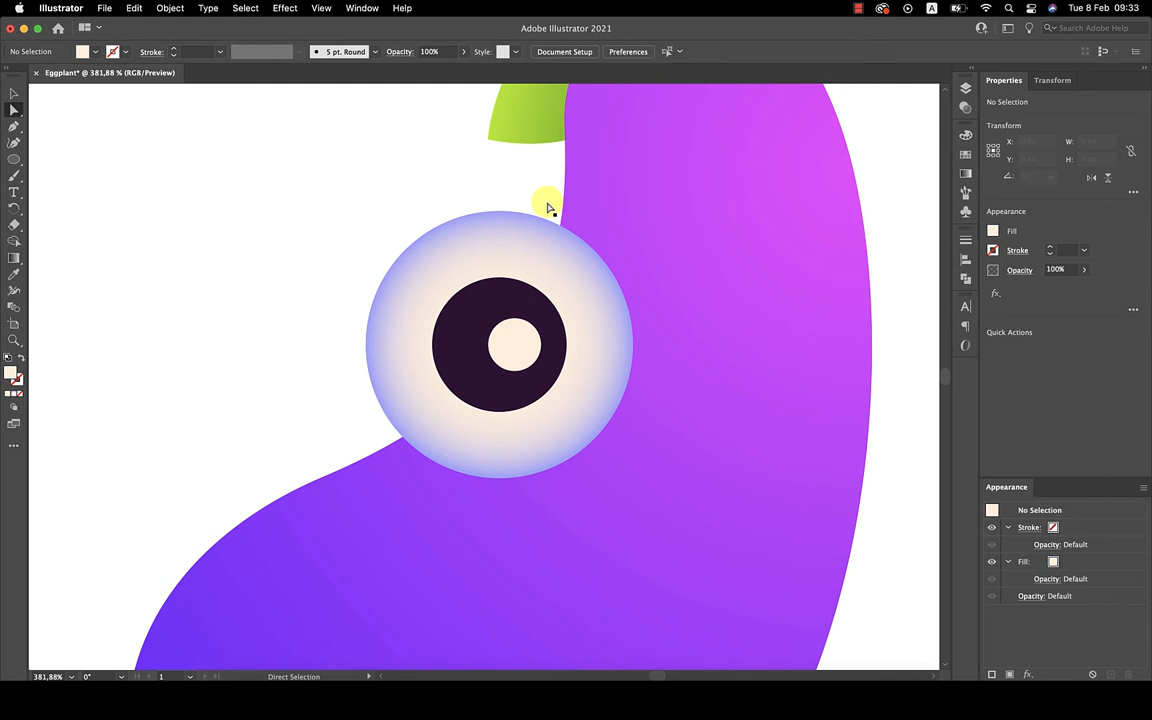 Illustrator File Edit Object Type Select Effect View Window Help A Tue 8 Feb 09:33
Adobe Illustrator 2021 Search Adobe Help
No Selection Stroke: 5 pt. Round Opacity: 100% Style: Document Setup Preferences
× Eggplant* @ 381,88 % (RGB/Preview)
Properties Transform
No Selection
Transform
X: W:
Y: H:
Appearance
Fill
Stroke
Opacity 100%
fx.
Quick Actions
Appearance
No Selection
Stroke:
Opacity: Default
Fill:
Opacity: Default
Opacity: Default
fx.
381,88% 0° 1 Direct Selection